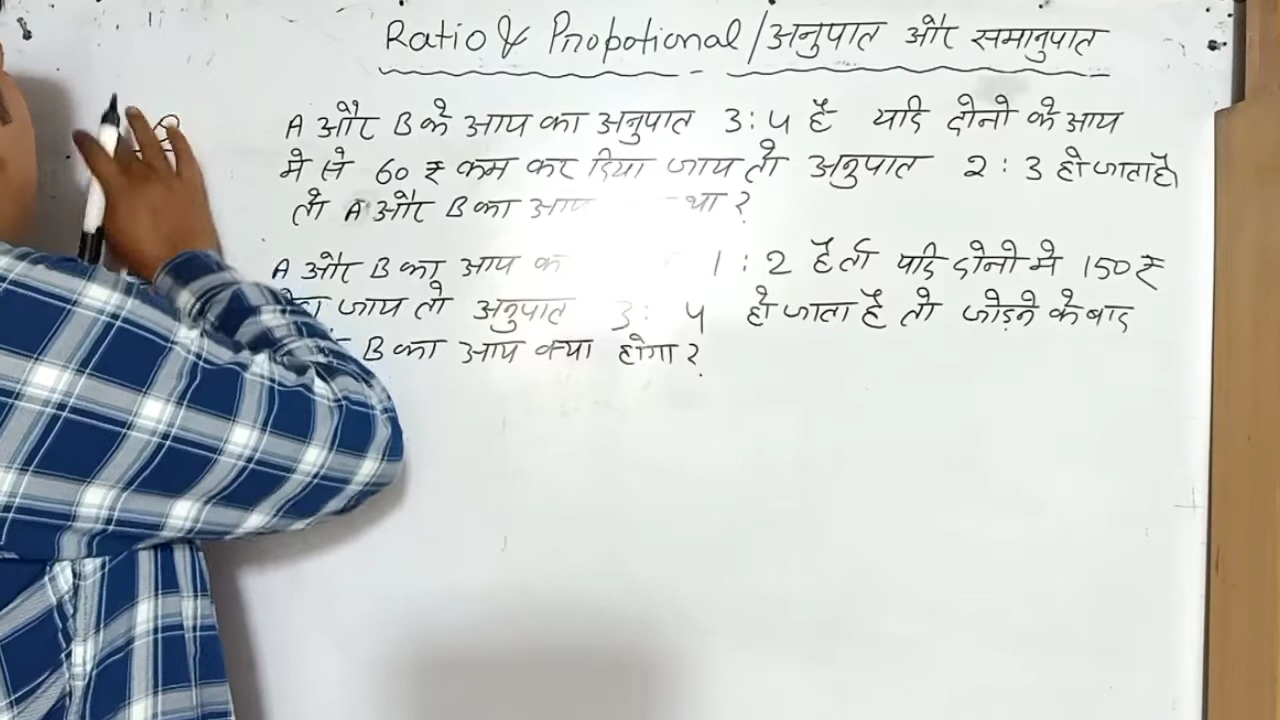 Ratio & Propotional / अनुपात और समानुपात
A और B के आय का अनुपात 3 : 4 है यदि दोनो के आय
मे से 60 ₹ कम कर दिया जाय तो अनुपात 2 : 3 हो जाता है
तो A और B का आय था ?
A और B का आय 1 : 2 है तो यदि दोनो मे 150 ₹
जाय तो अनुपात 3 : 4 हो जाता है तो जोड़ने के बाद
B का आय क्या होगा ?